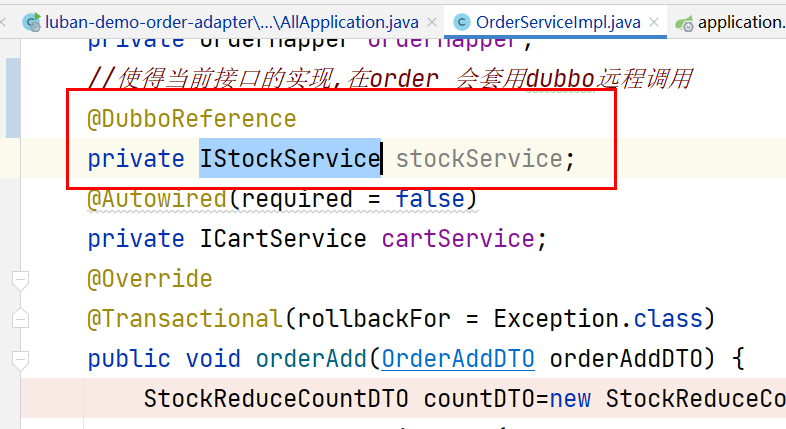 luban-demo-order-adapter\...\AllApplication.java × OrderServiceImpl.java × application.
private OrderMapper orderMapper;
//使得当前接口的实现,在order 会套用dubbo远程调用
@DubboReference
private IStockService stockService;
@Autowired(required = false)
private ICartService cartService;
@Override
@Transactional(rollbackFor = Exception.class)
public void orderAdd(OrderAddDTO orderAddDTO) {
StockReduceCountDTO countDTO=new StockReduceCo